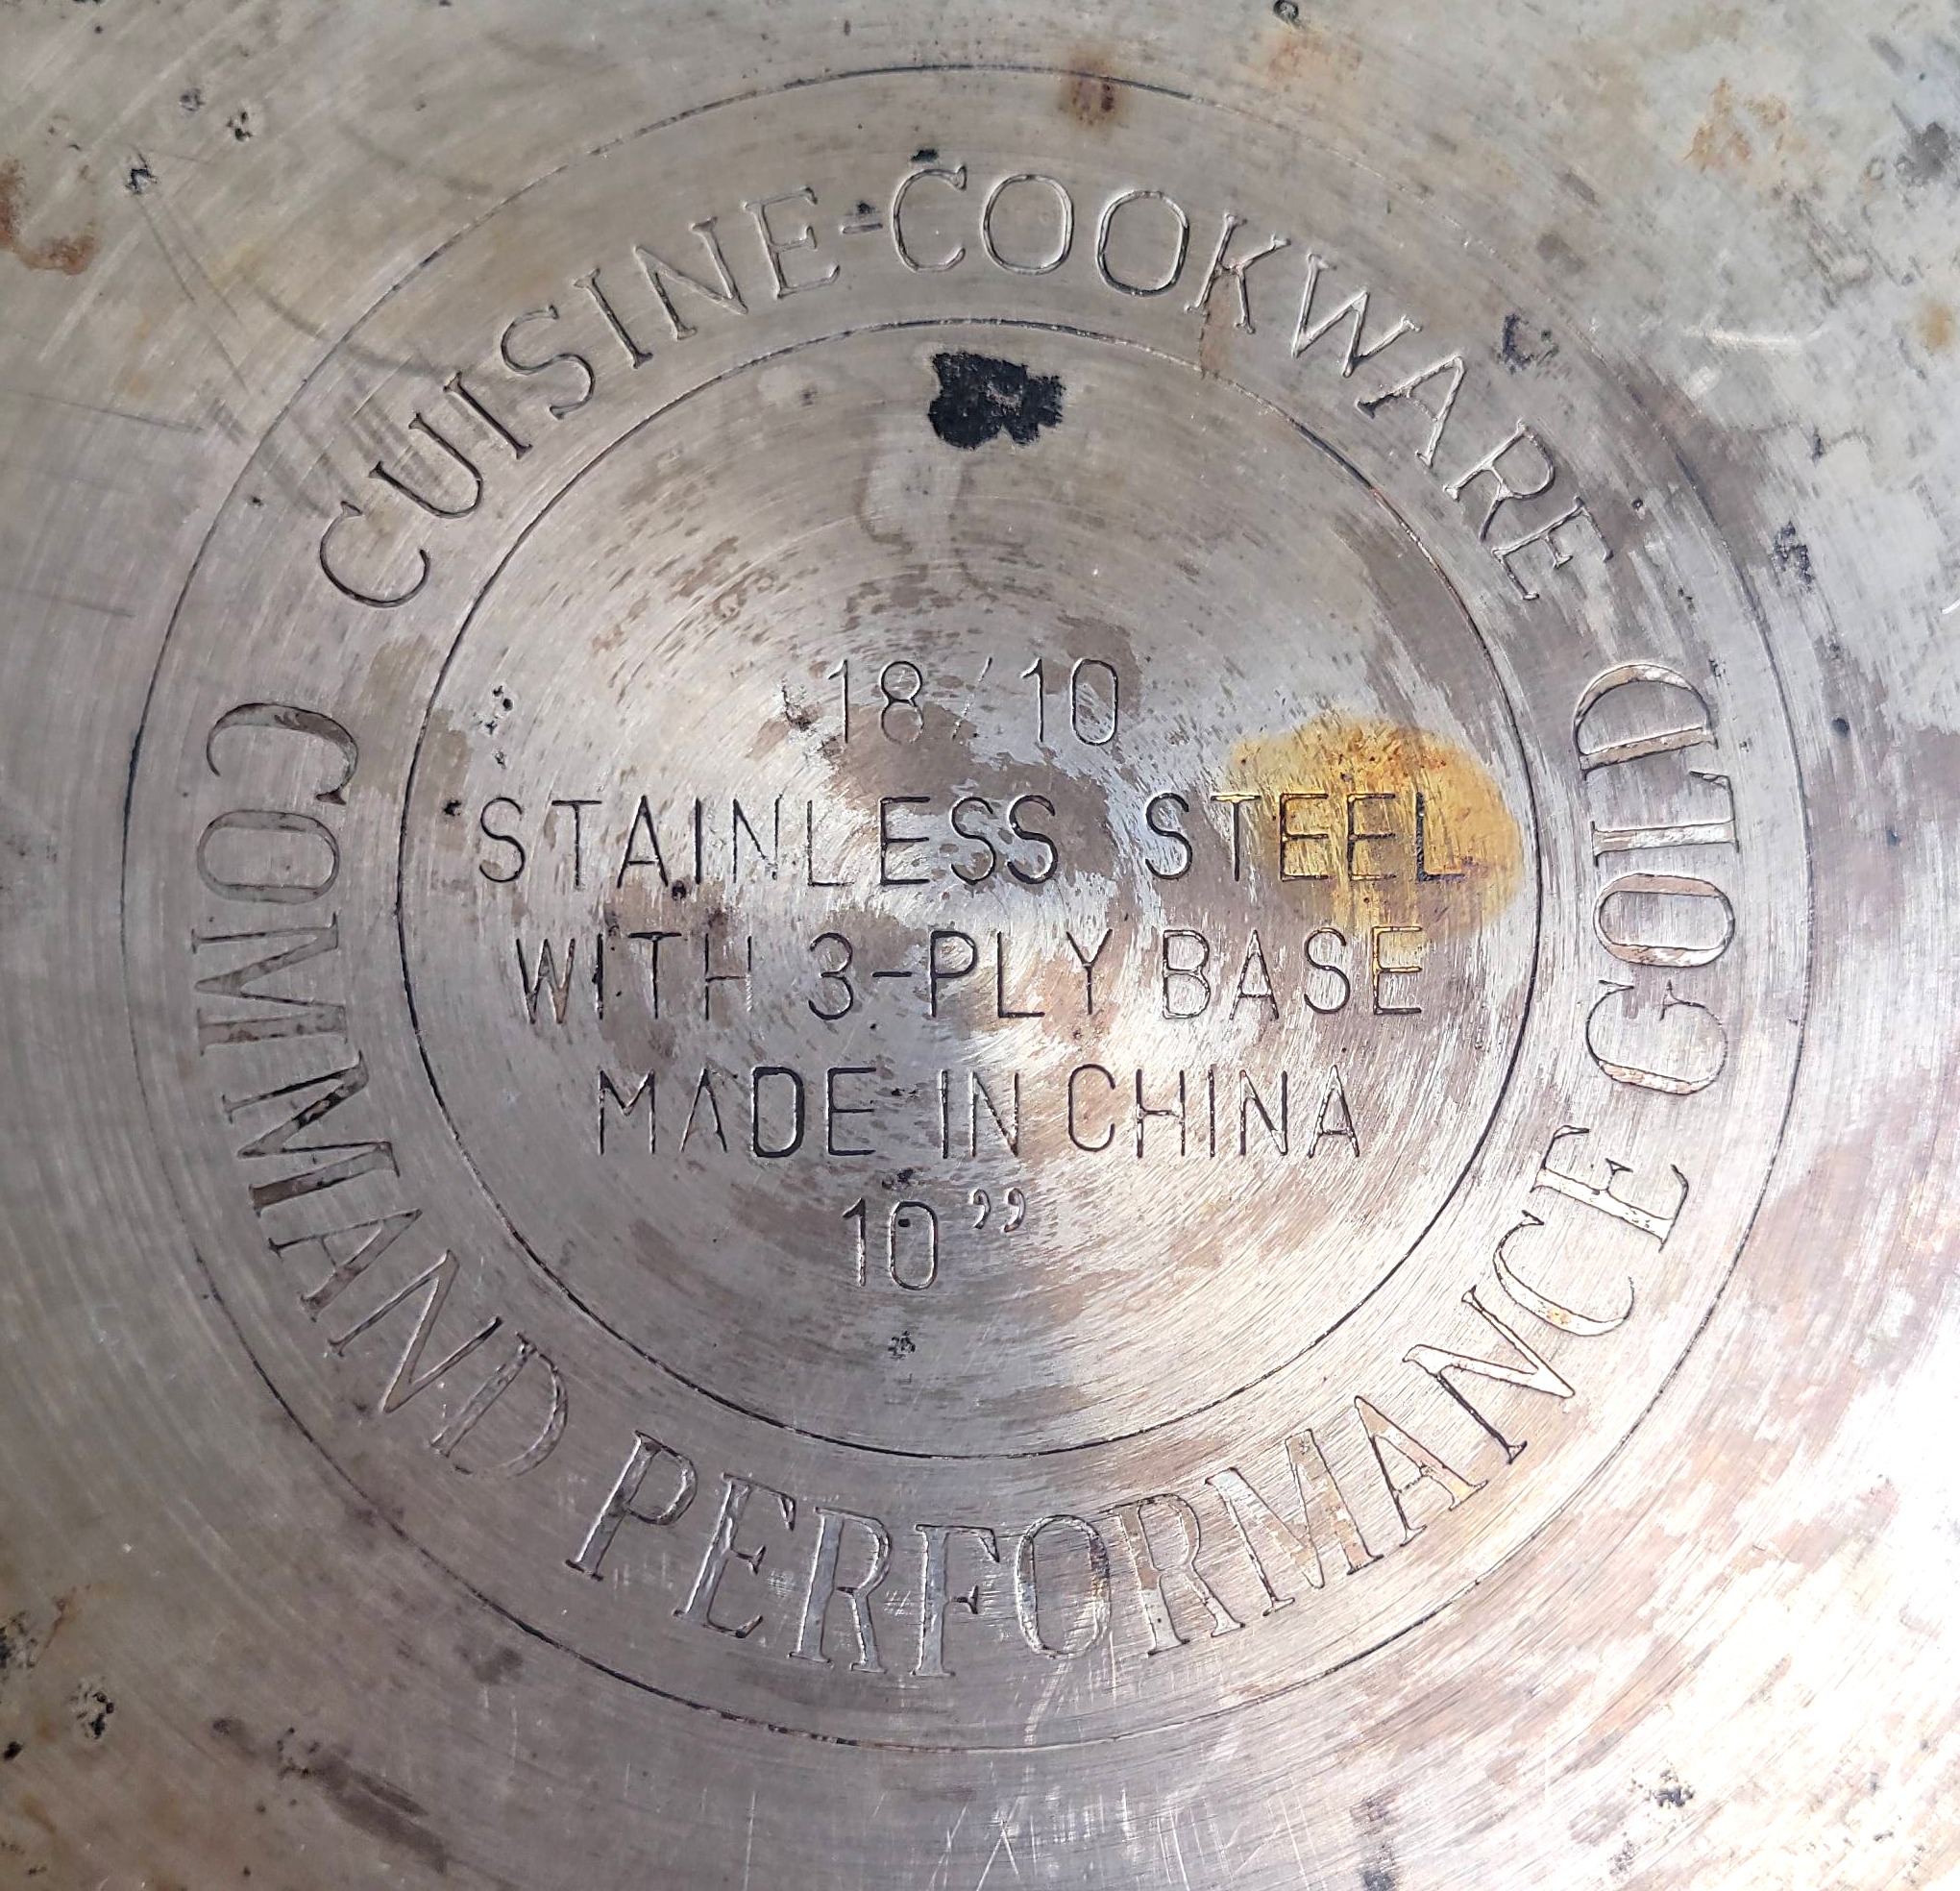 CUISINE-COOKWARE
COMMAND PERFORMANCE GOLD
18/10
STAINLESS STEEL
WITH 3-PLY BASE
MADE IN CHINA
10”